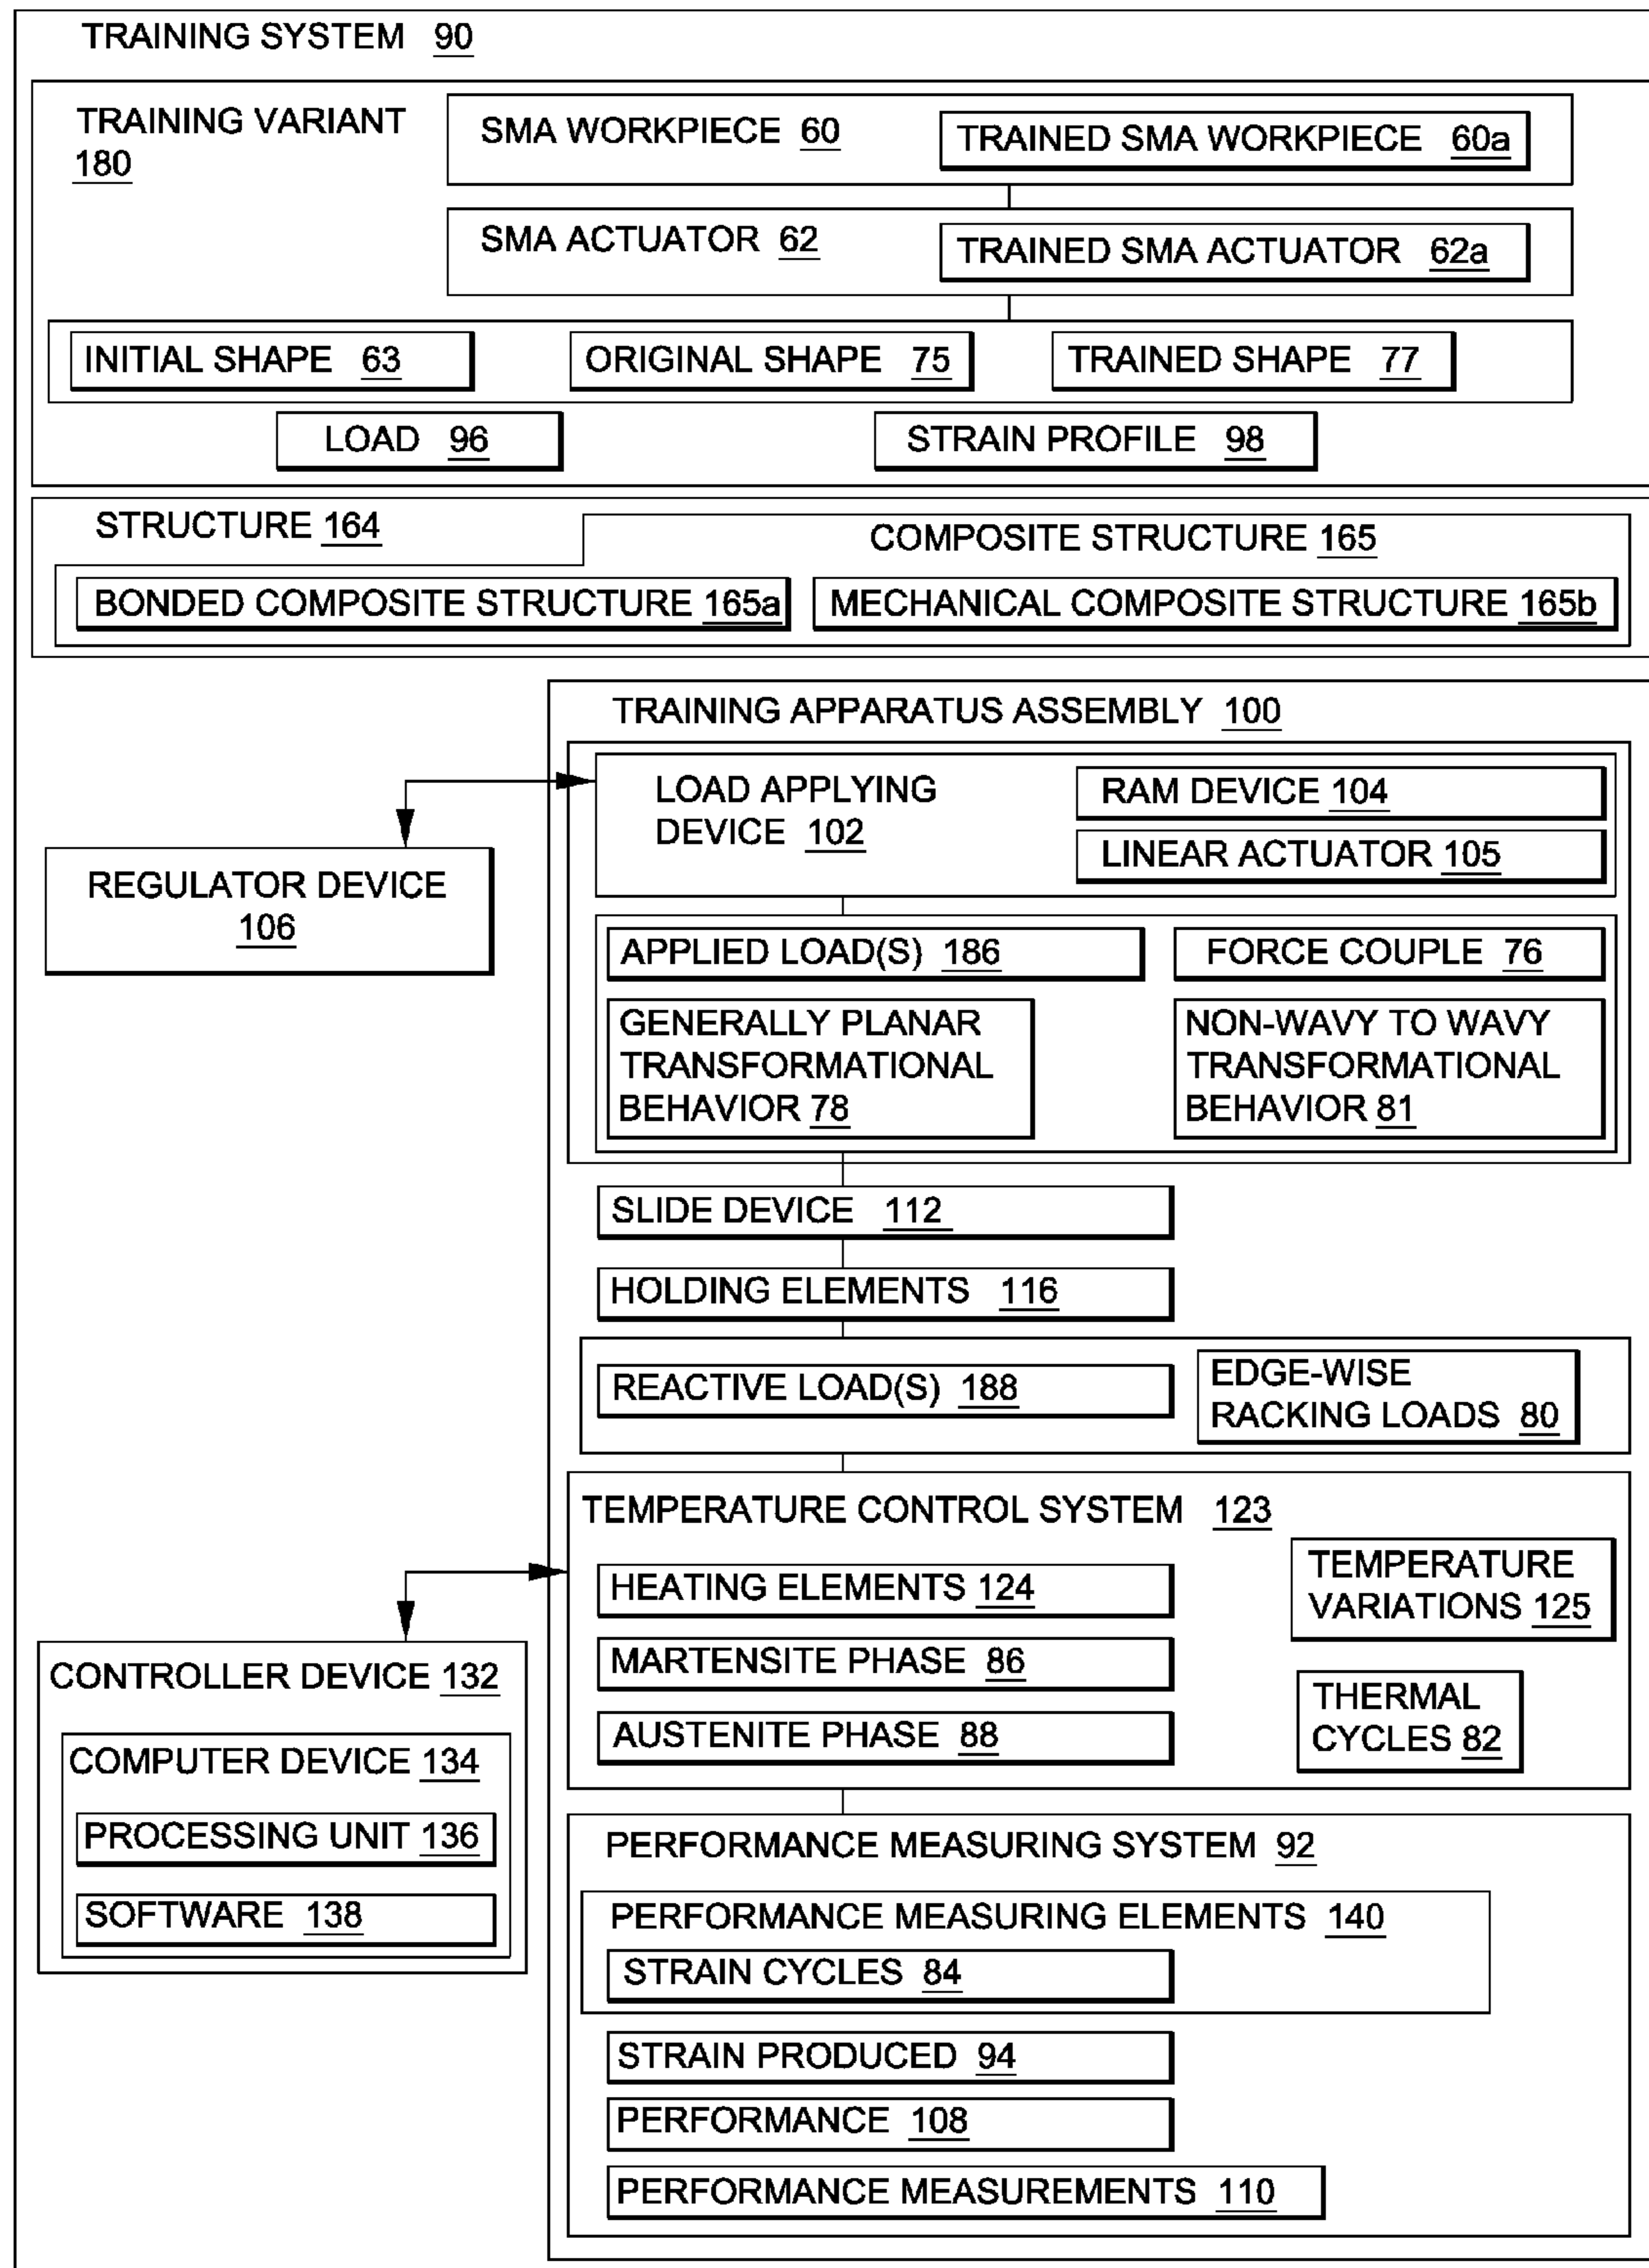 TRAINING SYSTEM 90
TRAINING VARIANT
180
SMA WORKPIECE 60
TRAINED SMA WORKPIECE 60a
SMA ACTUATOR 62
TRAINED SMA ACTUATOR 62a
INITIAL SHAPE 63
ORIGINAL SHAPE 75
TRAINED SHAPE 77
LOAD 96
STRAIN PROFILE 98
STRUCTURE 164
COMPOSITE STRUCTURE 165
BONDED COMPOSITE STRUCTURE 165a
MECHANICAL COMPOSITE STRUCTURE 165b
TRAINING APPARATUS ASSEMBLY 100
LOAD APPLYING
DEVICE 102
RAM DEVICE 104
LINEAR ACTUATOR 105
REGULATOR DEVICE
106
APPLIED LOAD(S) 186
FORCE COUPLE 76
GENERALLY PLANAR
TRANSFORMATIONAL
BEHAVIOR 78
NON-WAVY TO WAVY
TRANSFORMATIONAL
BEHAVIOR 81
SLIDE DEVICE 112
HOLDING ELEMENTS 116
REACTIVE LOAD(S) 188
EDGE-WISE
RACKING LOADS 80
TEMPERATURE CONTROL SYSTEM 123
HEATING ELEMENTS 124
TEMPERATURE
VARIATIONS 125
MARTENSITE PHASE 86
AUSTENITE PHASE 88
THERMAL
CYCLES 82
CONTROLLER DEVICE 132
COMPUTER DEVICE 134
PROCESSING UNIT 136
SOFTWARE 138
PERFORMANCE MEASURING SYSTEM 92
PERFORMANCE MEASURING ELEMENTS 140
STRAIN CYCLES 84
STRAIN PRODUCED 94
PERFORMANCE 108
PERFORMANCE MEASUREMENTS 110